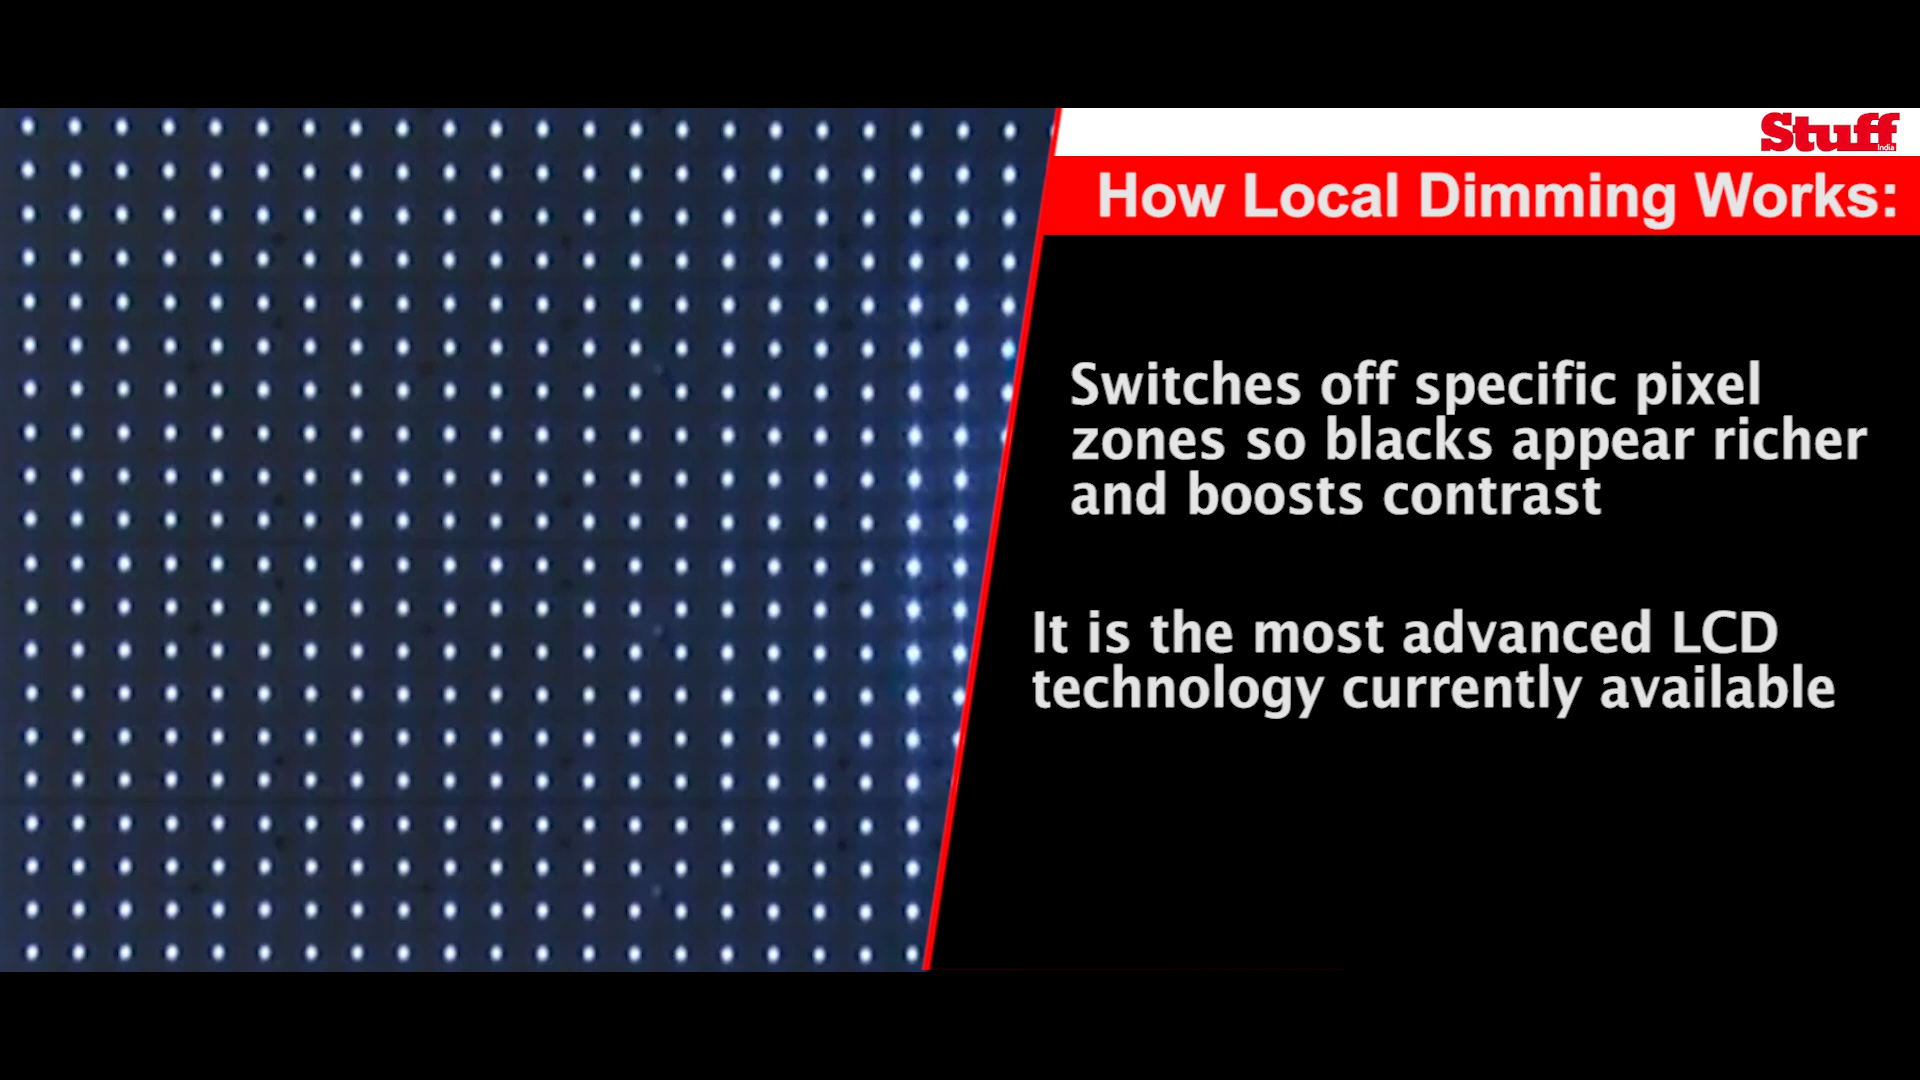 Stuff
India
How Local Dimming Works:
Switches off specific pixel
zones so blacks appear richer
and boosts contrast
It is the most advanced LCD
technology currently available